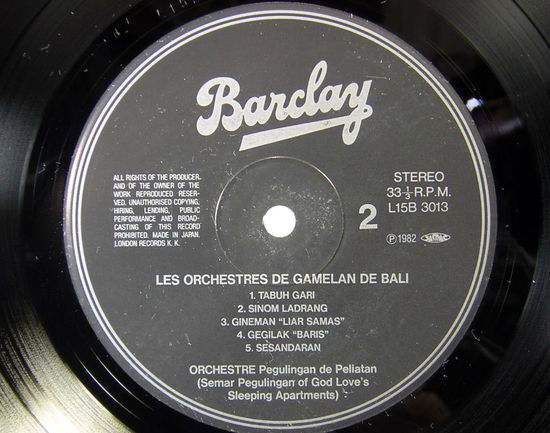 Barclay
ALL RIGHTS OF THE PRODUCER
AND OF THE OWNER OF THE
WORK REPRODUCED RESER-
VED. UNAUTHORISED COPYING,
HIRING, LENDING, PUBLIC
PERFORMANCE AND BROAD-
CASTING OF THIS RECORD
PROHIBITED. MADE IN JAPAN.
LONDON RECORDS K. K.
STEREO
33 1/3 R.P.M.
L15B 3013
2
℗1982
LES ORCHESTRES DE GAMELAN DE BALI
1. TABUH GARI
2. SINOM LADRANG
3. GINEMAN "LIAR SAMAS"
4. GEGILAK "BARIS"
5. SESANDARAN
ORCHESTRE Pegulingan de Peliatan
(Semar Pegulingan of God Love's
Sleeping Apartments)